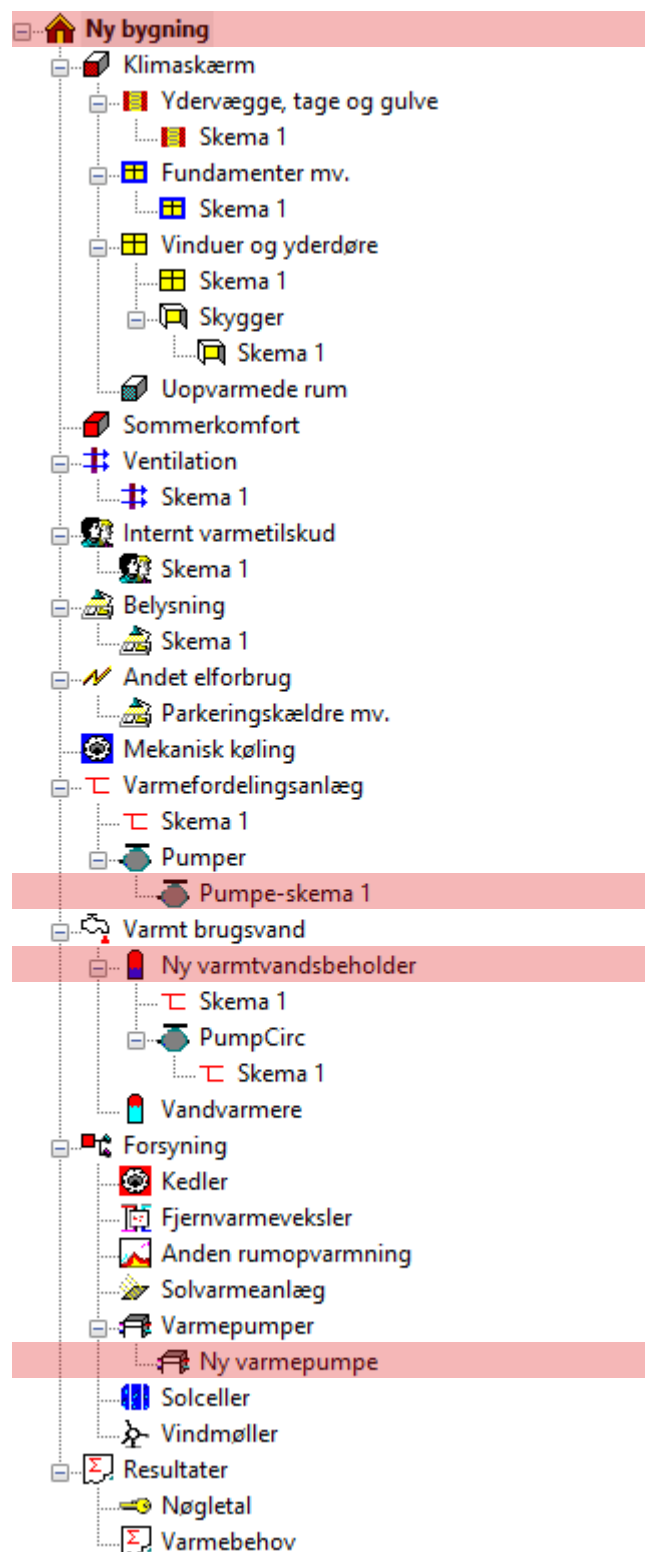 Ny bygning
Klimaskærm
Ydervægge, tage og gulve
Skema 1
Fundamenter mv.
Skema 1
Vinduer og yderdøre
Skema 1
Skygger
Skema 1
Uopvarmede rum
Sommerkomfort
Ventilation
Skema 1
Internt varmetilskud
Skema 1
Belysning
Skema 1
Andet elforbrug
Parkeringskældre mv.
Mekanisk køling
Varmefordelingsanlæg
Skema 1
Pumper
Pumpe-skema 1
Varmt brugsvand
Ny varmtvandsbeholder
Skema 1
PumpCirc
Skema 1
Vandvarmere
Forsyning
Kedler
Fjernvarmeveksler
Anden rumopvarmning
Solvarmeanlæg
Varmepumper
Ny varmepumpe
Solceller
Vindmøller
Resultater
Nøgletal
Varmebehov